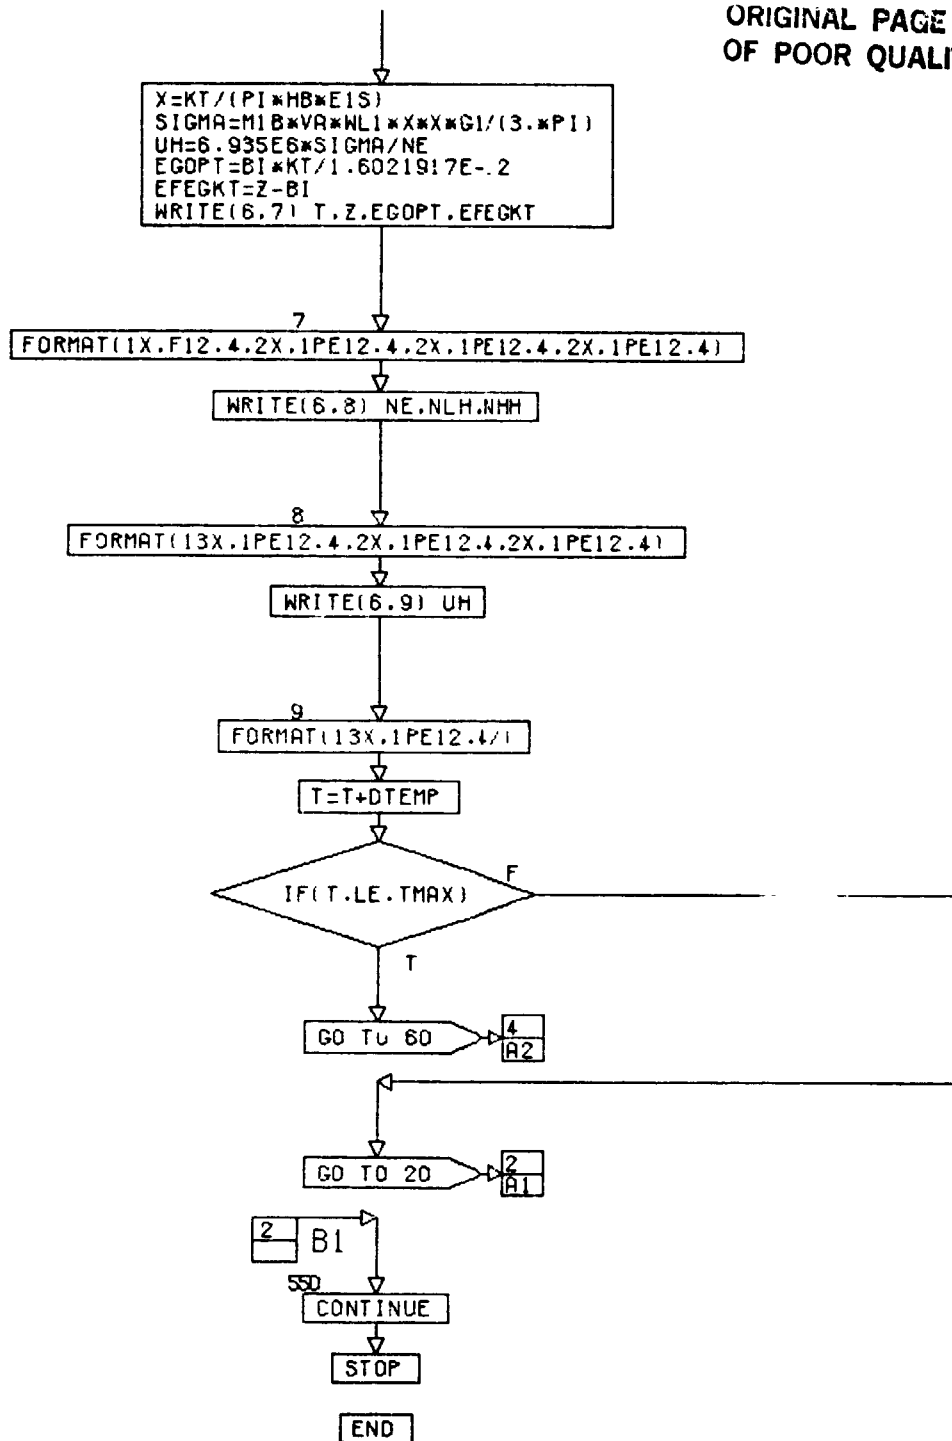 ORIGINAL PAGE
OF POOR QUALI
X=KT/(PI*HB*E1S)
SIGMA=M1B*VA*WL1*X*X*G1/(3.*PI)
UH=6.935E6*SIGMA/NE
EGOPT=BI*KT/1.6021917E-.2
EFEGKT=Z-BI
WRITE(6.7) T.Z.EGOPT.EFEGKT
7
FORMAT(1X.F12.4.2X.1PE12.4.2X.1PE12.4.2X.1PE12.4)
WRITE(6.8) NE.NLH.NHH
8
FORMAT(13X.1PE12.4.2X.1PE12.4.2X.1PE12.4)
WRITE(6.9) UH
9
FORMAT(13X.1PE12.4/)
T=T+DTEMP
F
IF(T.LE.TMAX)
T
GO TO 60
4
A2
GO TO 20
2
A1
2
B1
550
CONTINUE
STOP
END